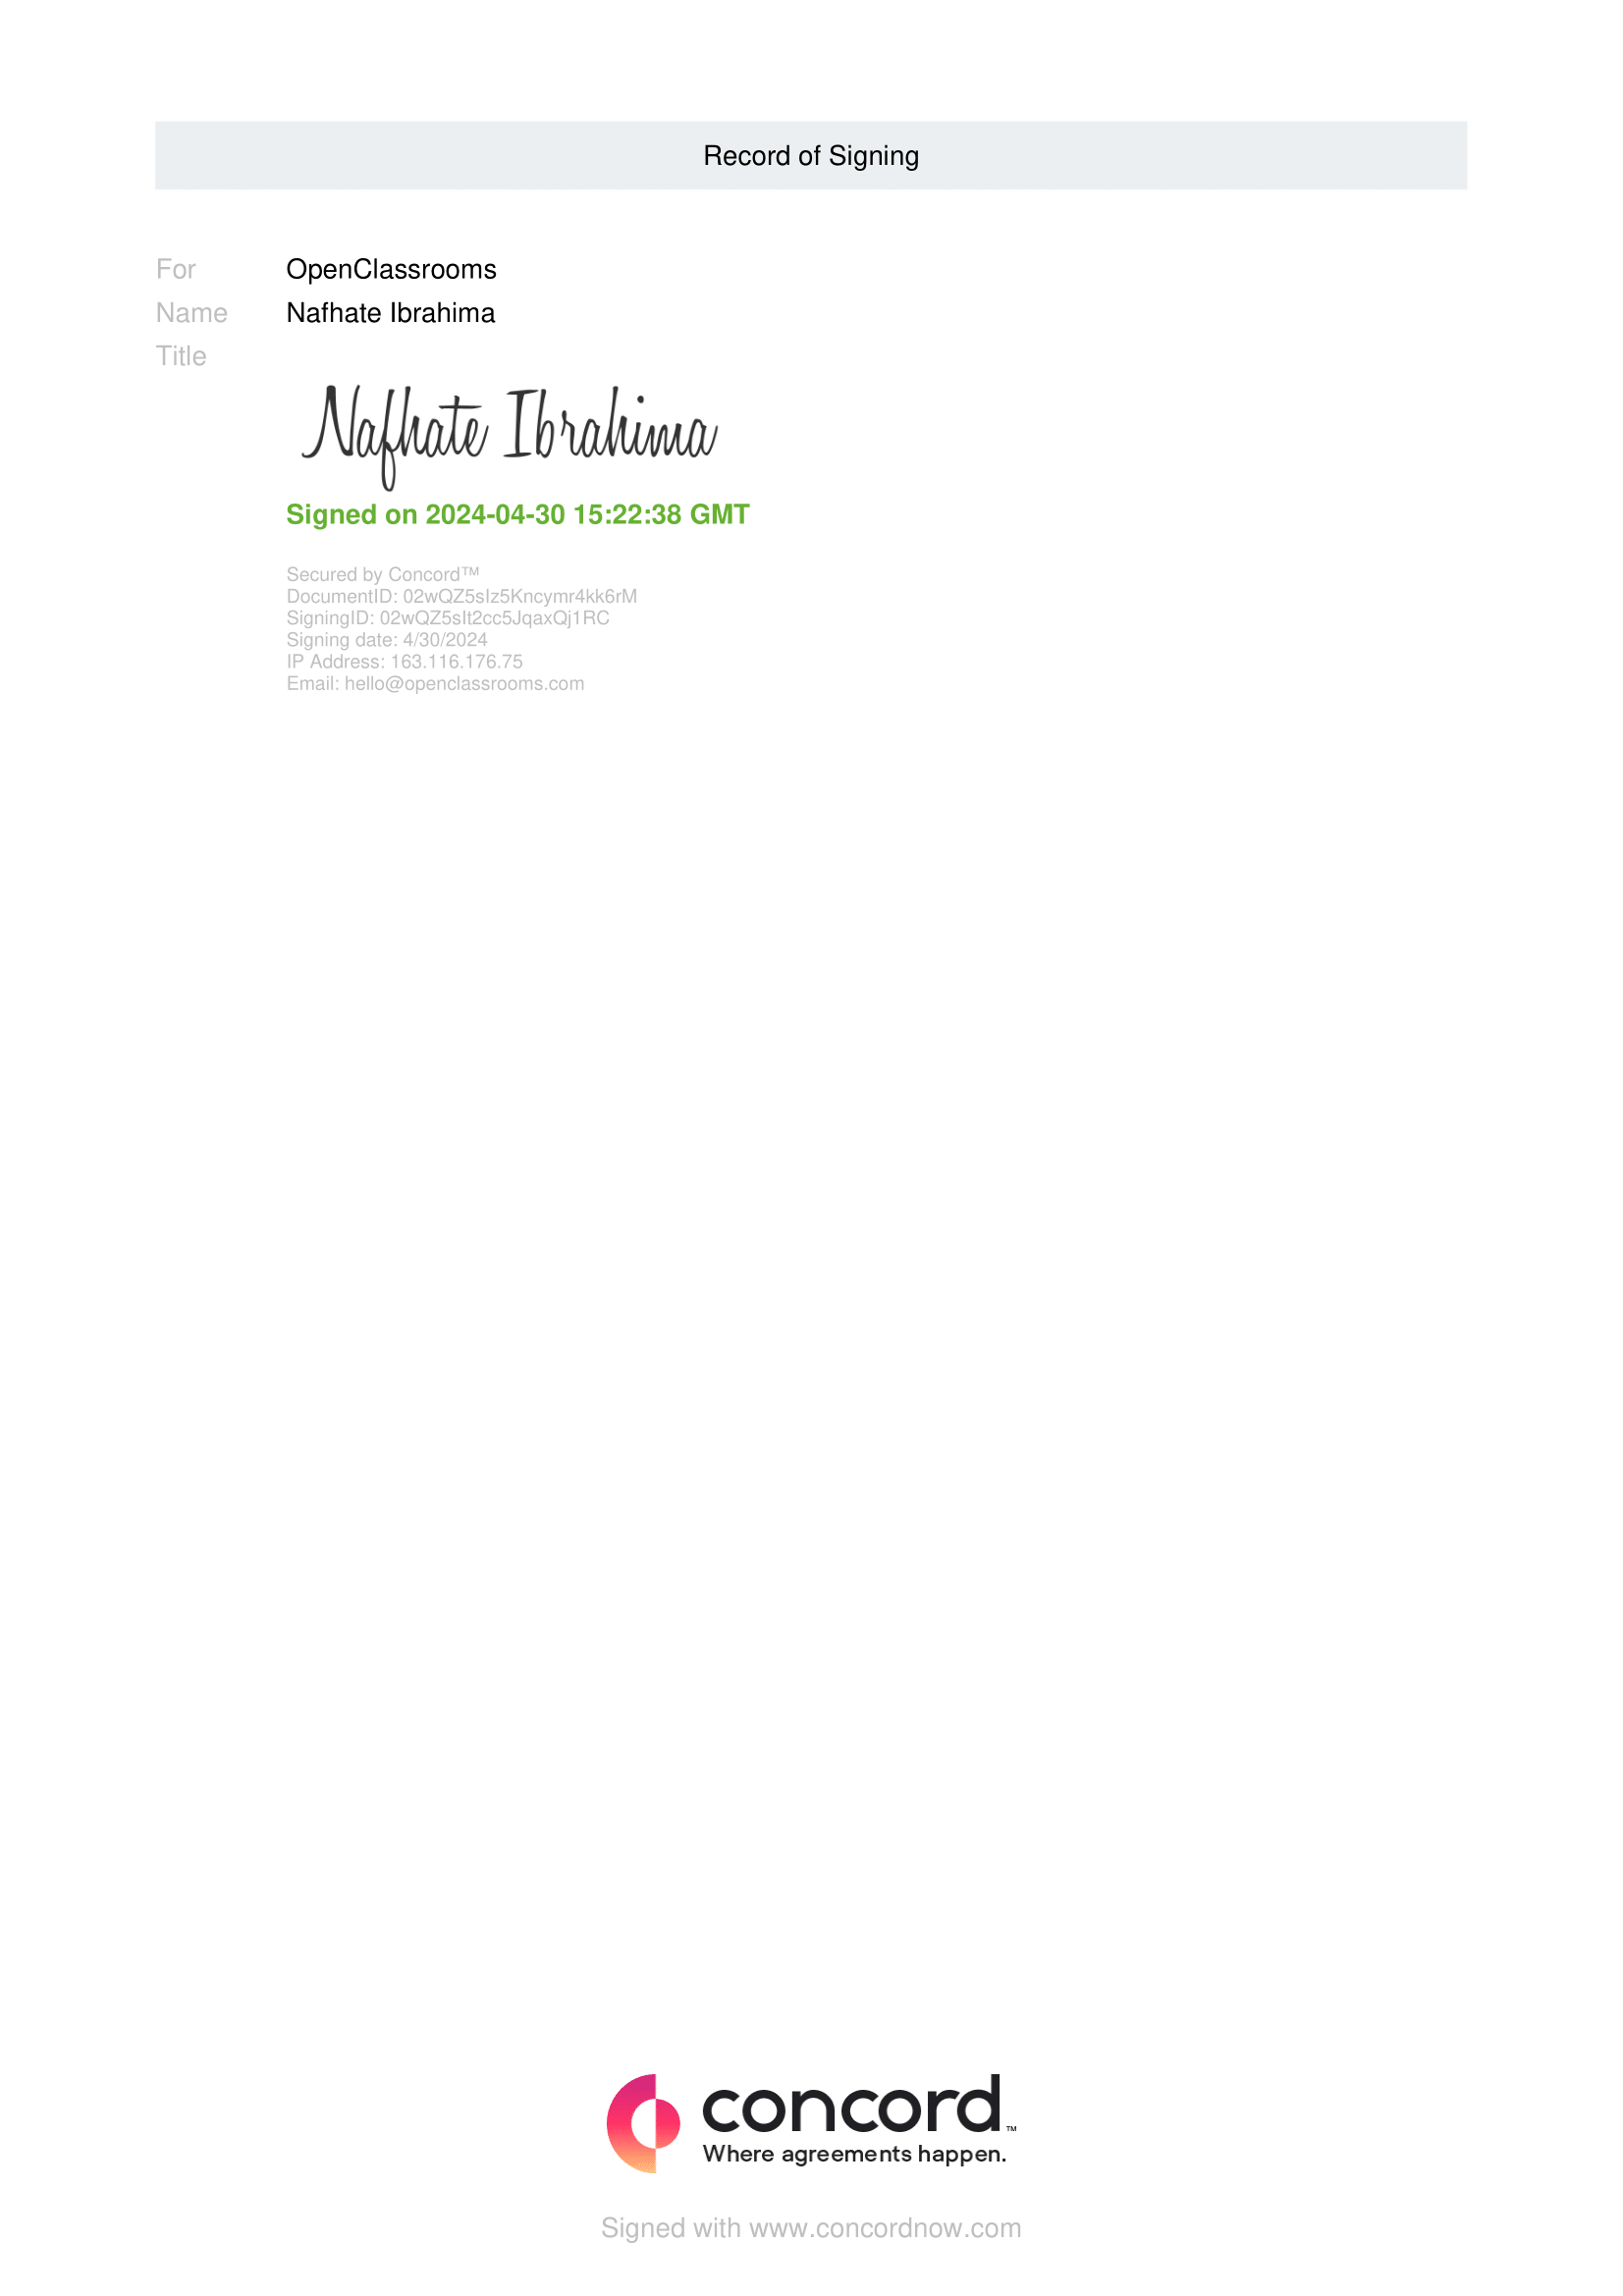 Record of Signing
For OpenClassrooms
Name Nafhate Ibrahima
Title
Nafhate Ibrahima
Signed on 2024-04-30 15:22:38 GMT
Secured by Concord™
DocumentID: 02wQZ5sIz5Kncymr4kk6rM
SigningID: 02wQZ5sIt2cc5JqaxQj1RC
Signing date: 4/30/2024
IP Address: 163.116.176.75
Email: hello@openclassrooms.com
concord™
Where agreements happen.
Signed with www.concordnow.com